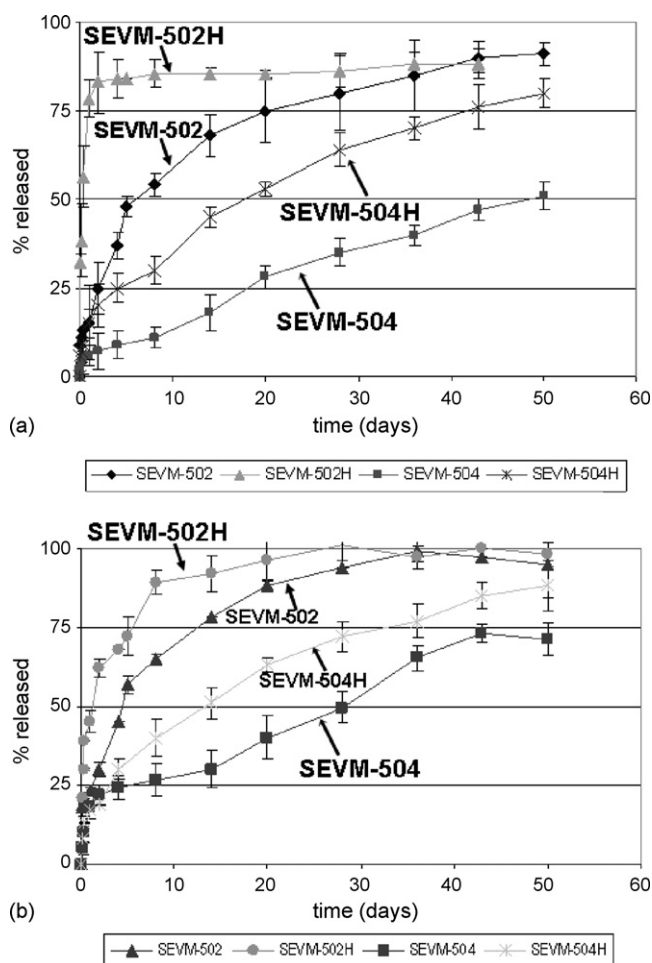 100
75
50
25
0
% released
SEVM-502H
SEVM-502
SEVM-504H
SEVM-504
0 10 20 30 40 50 60
time (days)
(a)
SEVM-502 SEVM-502H SEVM-504 SEVM-504H
SEVM-502H
100
75
50
25
0
% released
SEVM-502
SEVM-504H
SEVM-504
0 10 20 30 40 50 60
time (days)
(b)
SEVM-502 SEVM-502H SEVM-504 SEVM-504H